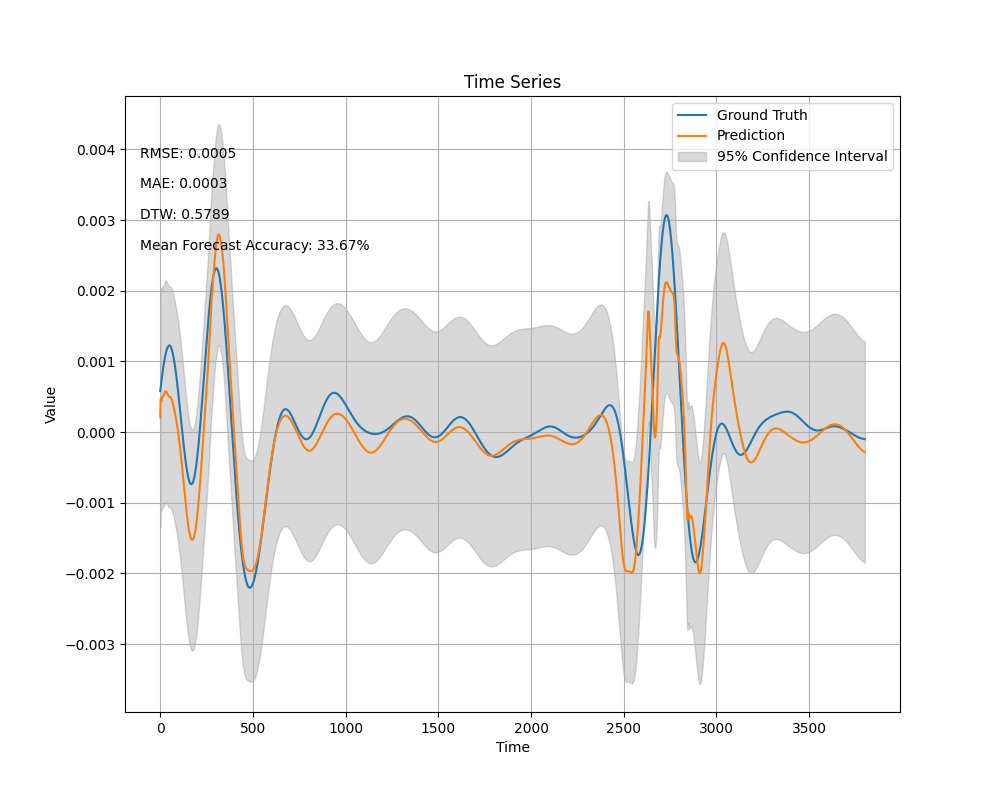 Time Series
Ground Truth
Prediction
95% Confidence Interval
RMSE: 0.0005
MAE: 0.0003
DTW: 0.5789
Mean Forecast Accuracy: 33.67%
Value
0.004
0.003
0.002
0.001
0.000
−0.001
−0.002
−0.003
0 500 1000 1500 2000 2500 3000 3500
Time